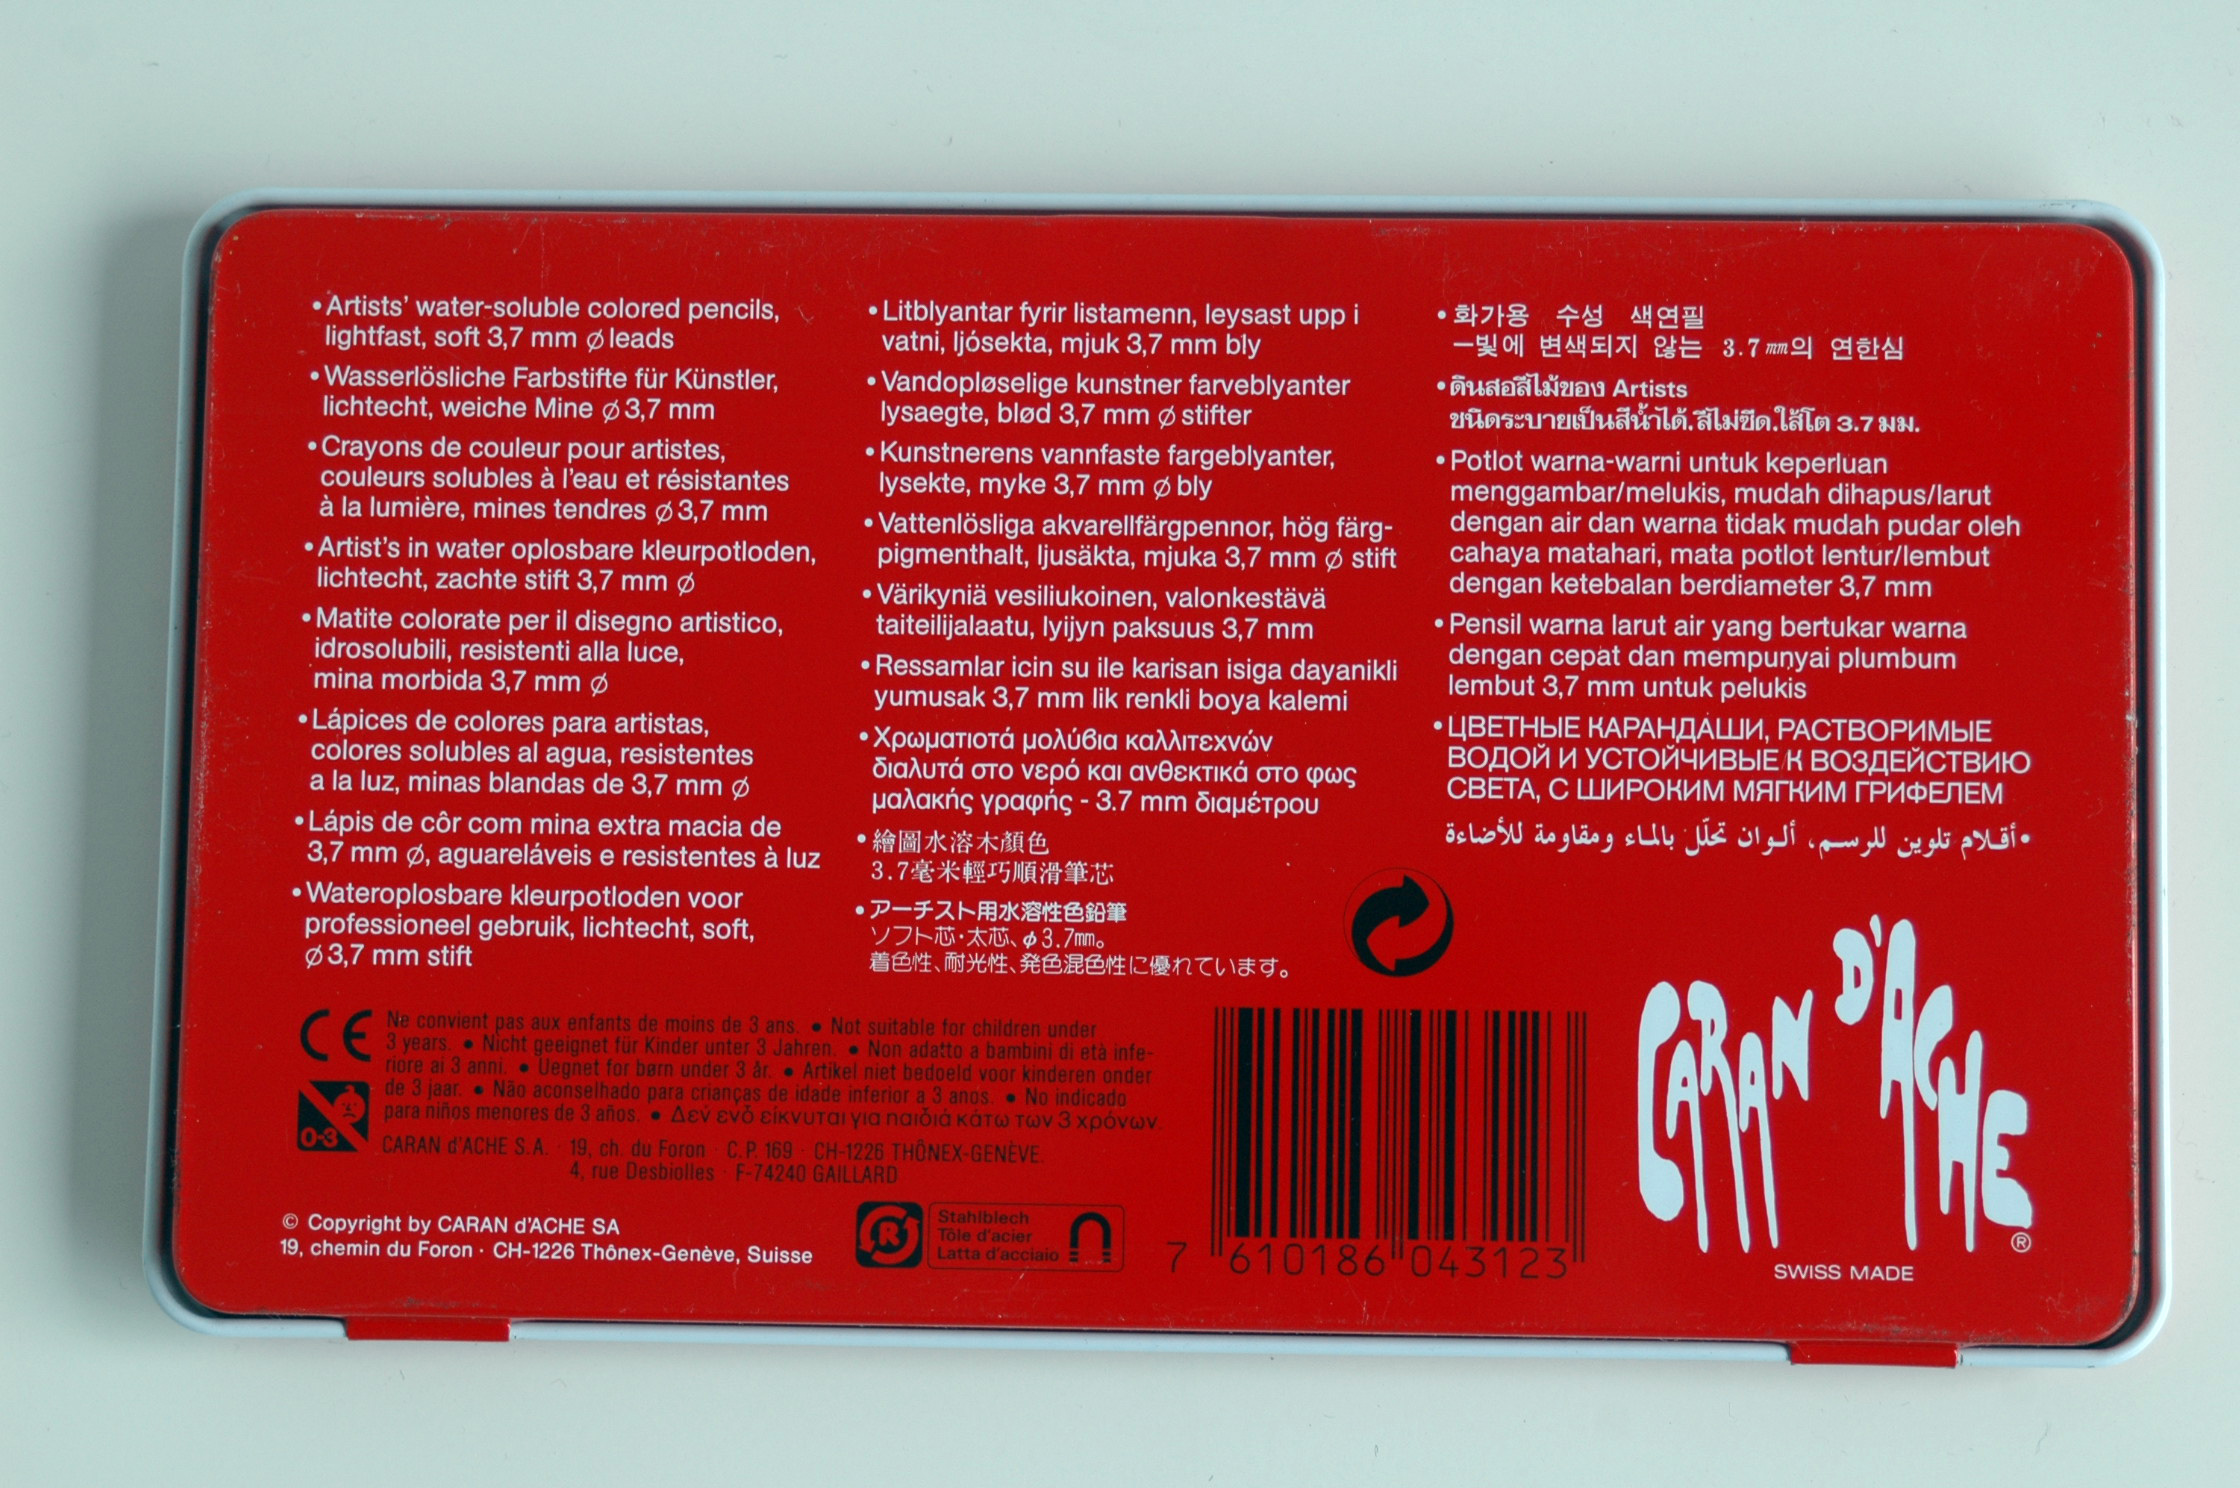 • Artists' water-soluble colored pencils,
lightfast, soft 3,7 mm ⌀ leads
• Wasserlösliche Farbstifte für Künstler,
lichtecht, weiche Mine ⌀ 3,7 mm
• Crayons de couleur pour artistes,
couleurs solubles à l'eau et résistantes
à la lumière, mines tendres ⌀ 3,7 mm
• Artist's in water oplosbare kleurpotloden,
lichtecht, zachte stift 3,7 mm ⌀
• Matite colorate per il disegno artistico,
idrosolubili, resistenti alla luce,
mina morbida 3,7 mm ⌀
• Lápices de colores para artistas,
colores solubles al agua, resistentes
a la luz, minas blandas de 3,7 mm ⌀
• Lápis de côr com mina extra macia de
3,7 mm ⌀, aguareláveis e resistentes à luz
• Wateroplosbare kleurpotloden voor
professioneel gebruik, lichtecht, soft,
⌀ 3,7 mm stift
• Litblyantar fyrir listamenn, leysast upp i
vatni, ljósekta, mjuk 3,7 mm bly
• Vandopløselige kunstner farveblyanter
lysaegte, blød 3,7 mm ⌀ stifter
• Kunstnerens vannfaste fargeblyanter,
lysekte, myke 3,7 mm ⌀ bly
• Vattenlösliga akvarellfärgpennor, hög färg-
pigmenthalt, ljusäkta, mjuka 3,7 mm ⌀ stift
• Värikyniä vesiliukoinen, valonkestävä
taiteilijalaatu, lyijyn paksuus 3,7 mm
• Ressamlar icin su ile karisan isiga dayanikli
yumusak 3,7 mm lik renkli boya kalemi
• Χρωματιστά μολύβια καλλιτεχνών
διαλυτά στο νερό και ανθεκτικά στο φως
μαλακής γραφής - 3.7 mm διαμέτρου
• 繪圖水溶木顏色
3.7毫米輕巧順滑筆芯
• アーチスト用水溶性色鉛筆
ソフト芯・太芯、φ3.7㎜。
着色性、耐光性、発色混色性に優れています。
• 화가용 수성 색연필
—빛에 변색되지 않는 3.7㎜의 연한심
• ดินสอสีไม้ของ Artists
ชนิดระบายเป็นสีน้ำได้.สีไม่ซีด.ใส้โต 3.7 มม.
• Potlot warna-warni untuk keperluan
menggambar/melukis, mudah dihapus/larut
dengan air dan warna tidak mudah pudar oleh
cahaya matahari, mata potlot lentur/lembut
dengan ketebalan berdiameter 3,7 mm
• Pensil warna larut air yang bertukar warna
dengan cepat dan mempunyai plumbum
lembut 3,7 mm untuk pelukis
• ЦВЕТНЫЕ КАРАНДАШИ, РАСТВОРИМЫЕ
ВОДОЙ И УСТОЙЧИВЫЕ К ВОЗДЕЙСТВИЮ
СВЕТА, С ШИРОКИМ МЯГКИМ ГРИФЕЛЕМ
• أقلام تلوين للرسم، ألوان تحلّل بالماء ومقاومة للأضاءة
CE
Ne convient pas aux enfants de moins de 3 ans. • Not suitable for children under
3 years. • Nicht geeignet für Kinder unter 3 Jahren. • Non adatto a bambini di età infe-
riore ai 3 anni. • Uegnet for børn under 3 år. • Artikel niet bedoeld voor kinderen onder
de 3 jaar. • Não aconselhado para crianças de idade inferior a 3 anos. • No indicado
para niños menores de 3 años. • Δεν ενδείκνυται για παιδιά κάτω των 3 χρόνων.
0-3
CARAN d'ACHE S.A. · 19, ch. du Foron · C.P. 169 · CH-1226 THÔNEX-GENÈVE.
4, rue Desbiolles · F-74240 GAILLARD
© Copyright by CARAN d'ACHE SA
19, chemin du Foron · CH-1226 Thônex-Genève, Suisse
R
Stahlblech
Tôle d'acier
Latta d'acciaio
7 610186 043123
CARAN D'ACHE
®
SWISS MADE